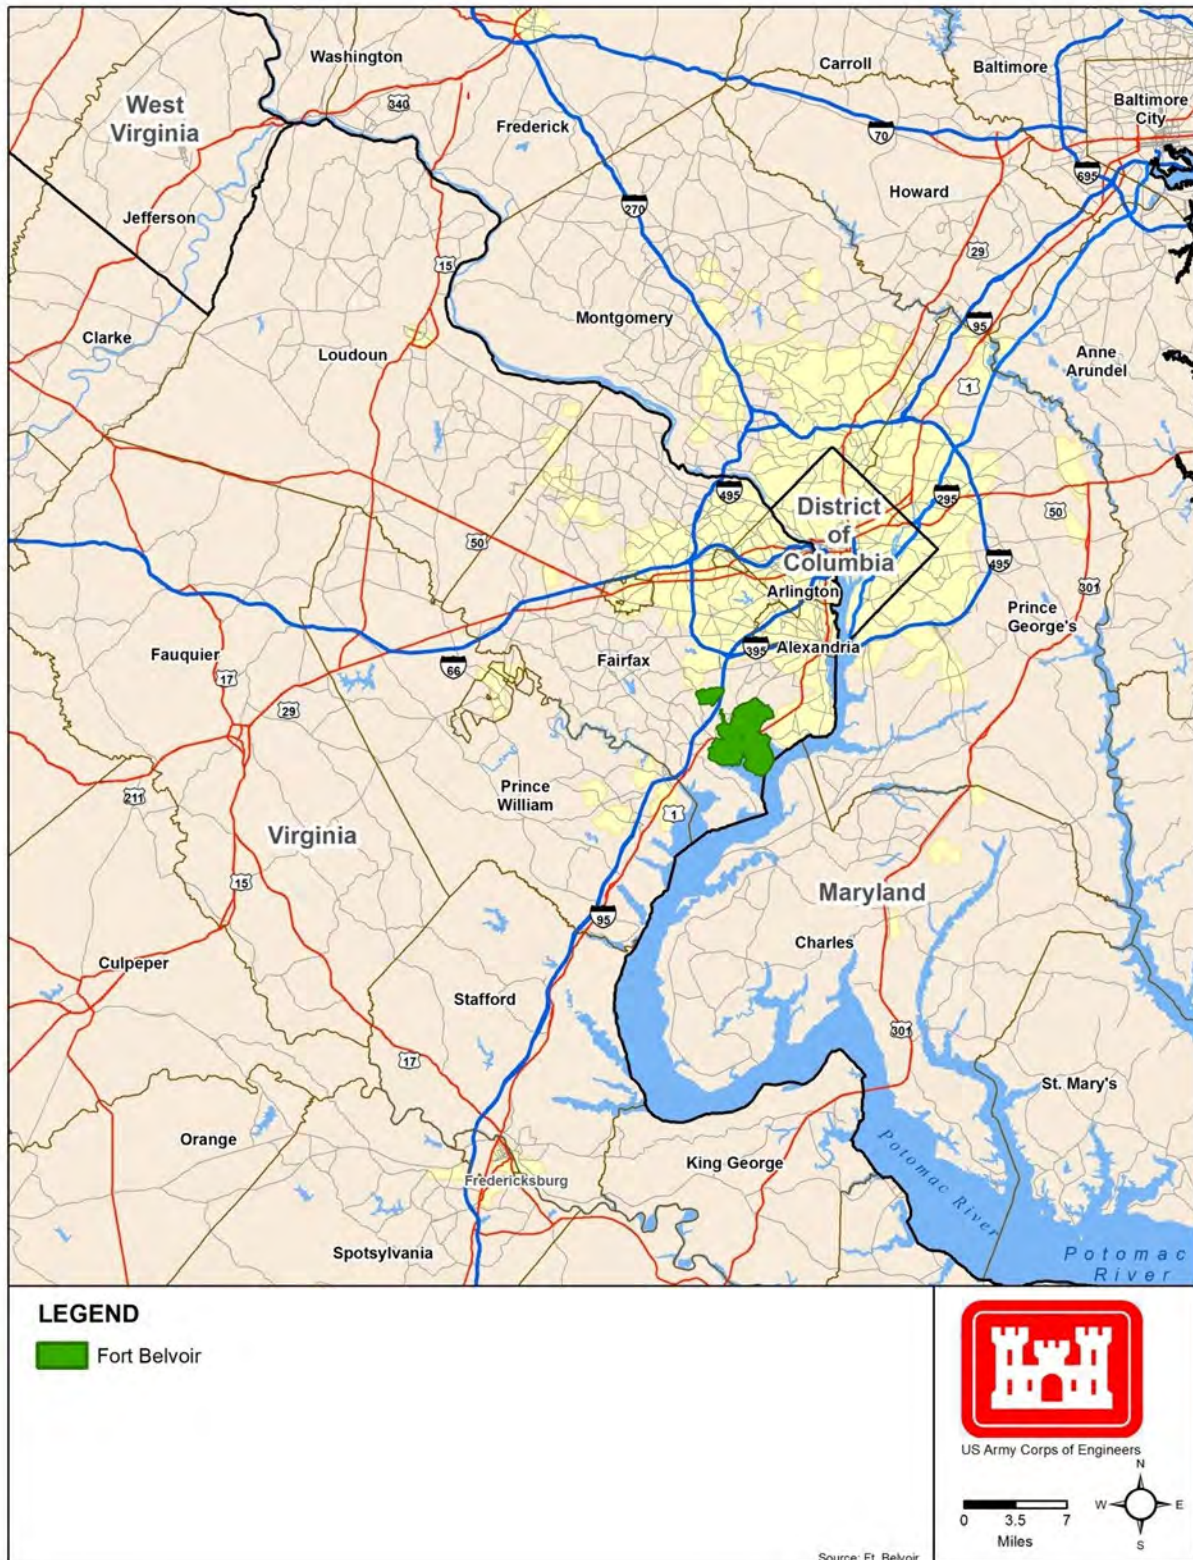 Washington
Carroll
Baltimore
West
Virginia
340
Frederick
Baltimore
City
70
695
Howard
Jefferson
270
29
15
Montgomery
95
Clarke
Loudoun
Anne
Arundel
1
495
District
of
Columbia
295
50
50
495
Arlington
301
Prince
George's
Alexandria
395
Fairfax
Fauquier
66
17
29
Prince
William
211
1
Virginia
15
Maryland
95
Charles
Culpeper
Stafford
301
17
St. Mary's
Orange
King George
Potomac River
Fredericksburg
Spotsylvania
Potomac
River
LEGEND
Fort Belvoir
US Army Corps of Engineers
N
W
E
S
0 3.5 7
Miles
Source: Ft. Belvoir